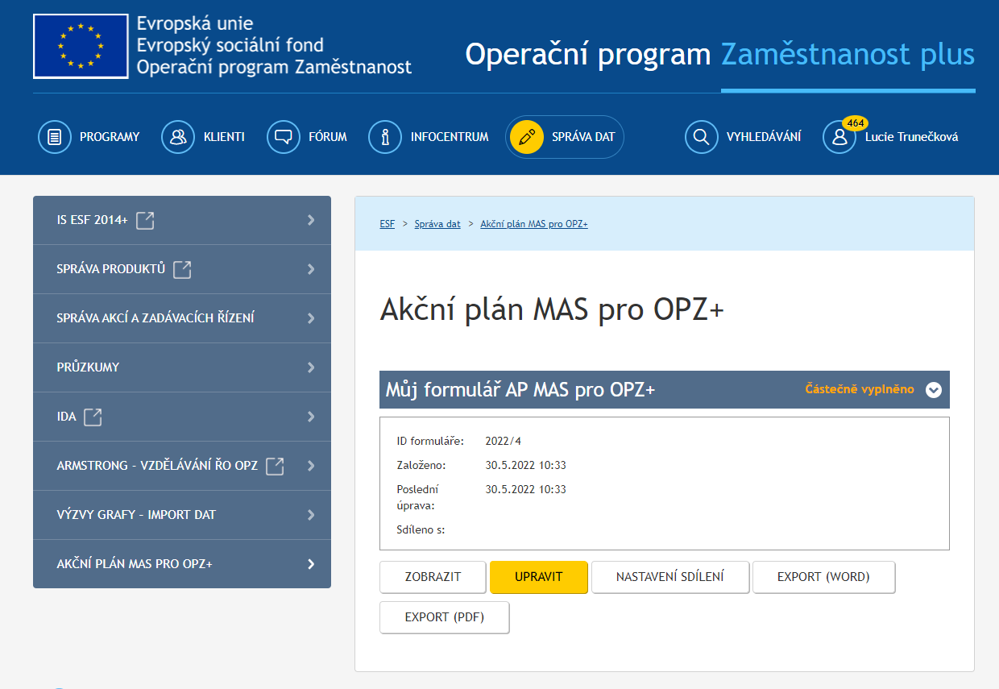 Evropská unie
Evropský sociální fond
Operační program Zaměstnanost
Operační program Zaměstnanost plus
PROGRAMY
KLIENTI
FÓRUM
INFOCENTRUM
SPRÁVA DAT
VYHLEDÁVÁNÍ
464
Lucie Trunečková
IS ESF 2014+
SPRÁVA PRODUKTŮ
SPRÁVA AKCÍ A ZADÁVACÍCH ŘÍZENÍ
PRŮZKUMY
IDA
ARMSTRONG - VZDĚLÁVÁNÍ ŘO OPZ
VÝZVY GRAFY - IMPORT DAT
AKČNÍ PLÁN MAS PRO OPZ+
ESF > Správa dat > Akční plán MAS pro OPZ+
Akční plán MAS pro OPZ+
Můj formulář AP MAS pro OPZ+ Částečně vyplněno
ID formuláře: 2022/4
Založeno: 30.5.2022 10:33
Poslední úprava: 30.5.2022 10:33
Sdíleno s:
ZOBRAZIT
UPRAVIT
NASTAVENÍ SDÍLENÍ
EXPORT (WORD)
EXPORT (PDF)